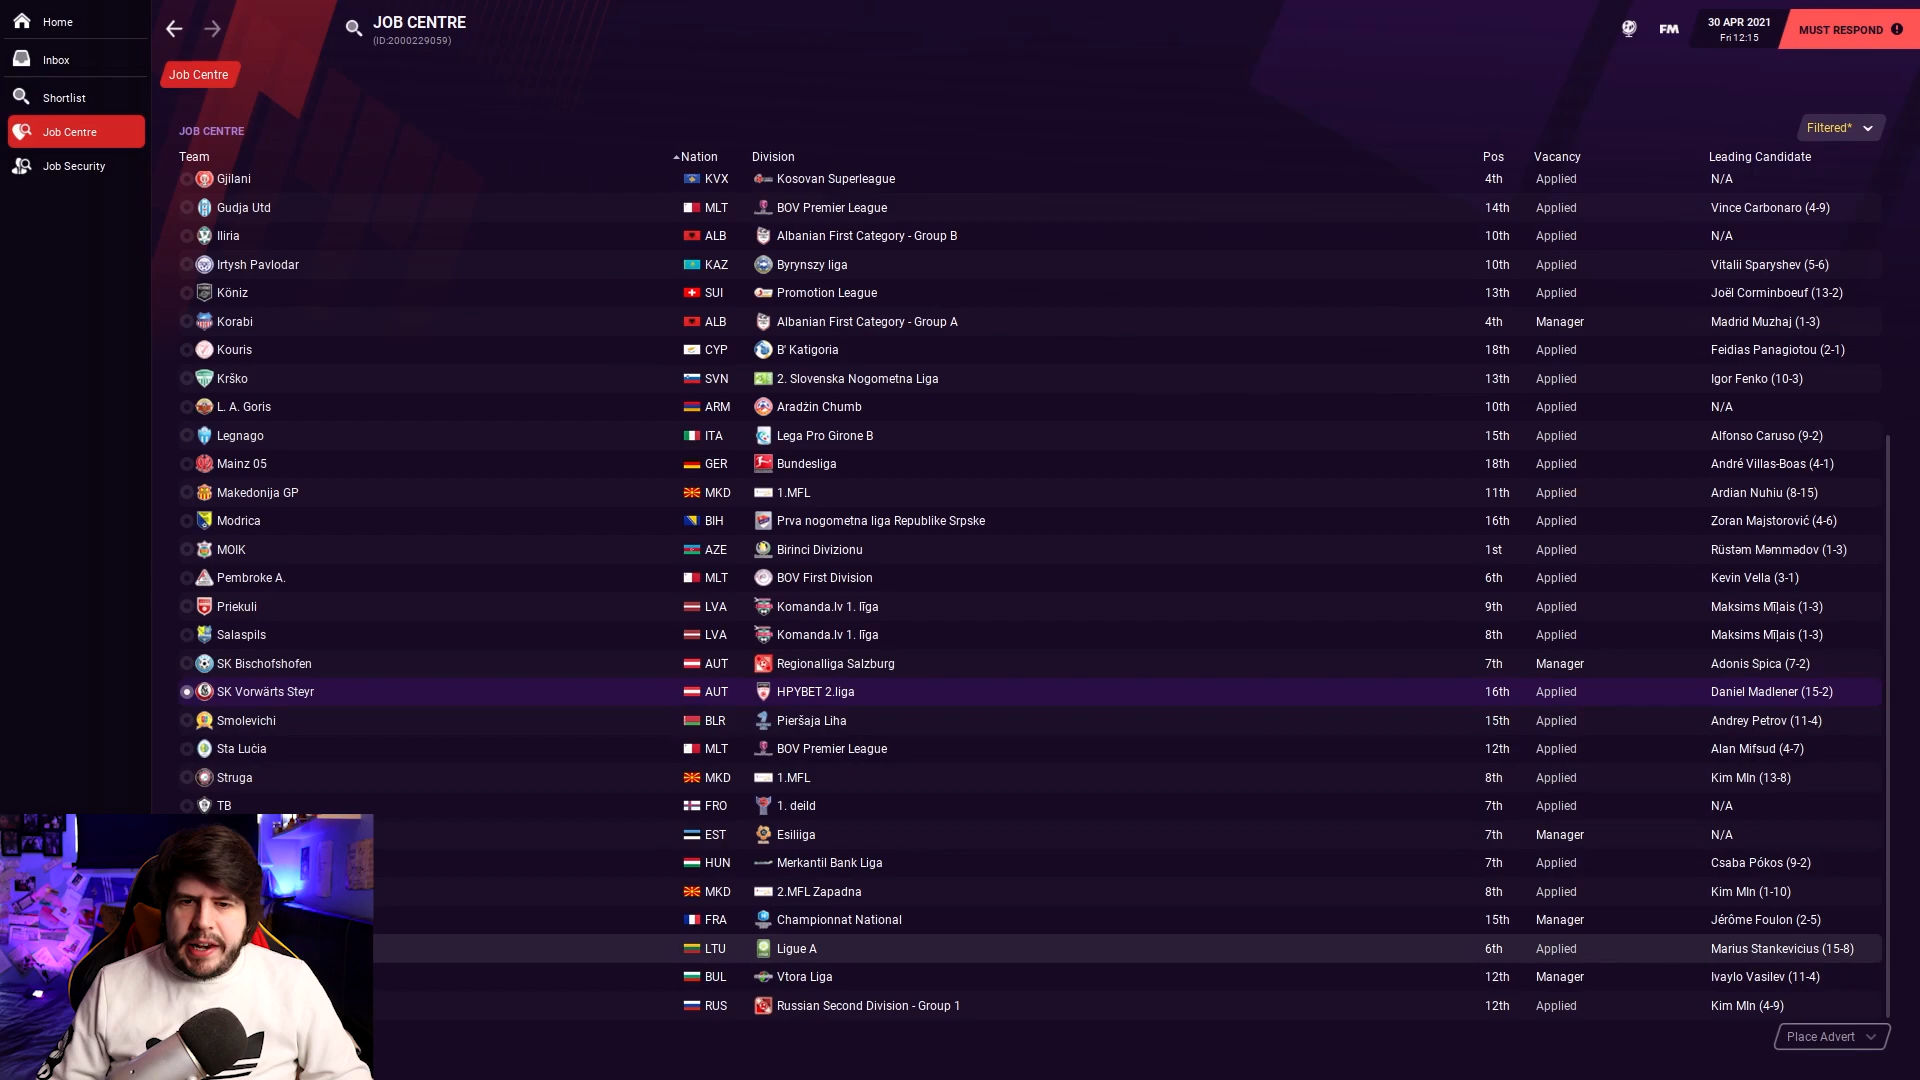 Home
Inbox
Shortlist
Job Centre
Job Security
JOB CENTRE
(ID:2000229059)
FM
30 APR 2021
Fri 12:15
MUST RESPOND
Job Centre
JOB CENTRE
Filtered*
Team Nation Division Pos Vacancy Leading Candidate
Gjilani KVX Kosovan Superleague 4th Applied N/A
Gudja Utd MLT BOV Premier League 14th Applied Vince Carbonaro (4-9)
Iliria ALB Albanian First Category - Group B 10th Applied N/A
Irtysh Pavlodar KAZ Byrynszy liga 10th Applied Vitalii Sparyshev (5-6)
Köniz SUI Promotion League 13th Applied Joël Corminboeuf (13-2)
Korabi ALB Albanian First Category - Group A 4th Manager Madrid Muzhaj (1-3)
Kouris CYP B' Katigoria 18th Applied Feidias Panagiotou (2-1)
Krško SVN 2. Slovenska Nogometna Liga 13th Applied Igor Fenko (10-3)
L. A. Goris ARM Aradžin Chumb 10th Applied N/A
Legnago ITA Lega Pro Girone B 15th Applied Alfonso Caruso (9-2)
Mainz 05 GER Bundesliga 18th Applied André Villas-Boas (4-1)
Makedonija GP MKD 1.MFL 11th Applied Ardian Nuhiu (8-15)
Modrica BIH Prva nogometna liga Republike Srpske 16th Applied Zoran Majstorović (4-6)
MOIK AZE Birinci Divizionu 1st Applied Rüstəm Məmmədov (1-3)
Pembroke A. MLT BOV First Division 6th Applied Kevin Vella (3-1)
Priekuli LVA Komanda.lv 1. līga 9th Applied Maksims Mīļais (1-3)
Salaspils LVA Komanda.lv 1. līga 8th Applied Maksims Mīļais (1-3)
SK Bischofshofen AUT Regionalliga Salzburg 7th Manager Adonis Spica (7-2)
SK Vorwärts Steyr AUT HPYBET 2.liga 16th Applied Daniel Madlener (15-2)
Smolevichi BLR Pieršaja Liha 15th Applied Andrey Petrov (11-4)
Sta Lučia MLT BOV Premier League 12th Applied Alan Mifsud (4-7)
Struga MKD 1.MFL 8th Applied Kim MIn (13-8)
TB FRO 1. deild 7th Applied N/A
EST Esiliiga 7th Manager N/A
HUN Merkantil Bank Liga 7th Applied Csaba Pókos (9-2)
MKD 2.MFL Zapadna 8th Applied Kim MIn (1-10)
FRA Championnat National 15th Manager Jérôme Foulon (2-5)
LTU Ligue A 6th Applied Marius Stankevicius (15-8)
BUL Vtora Liga 12th Manager Ivaylo Vasilev (11-4)
RUS Russian Second Division - Group 1 12th Applied Kim MIn (4-9)
Place Advert